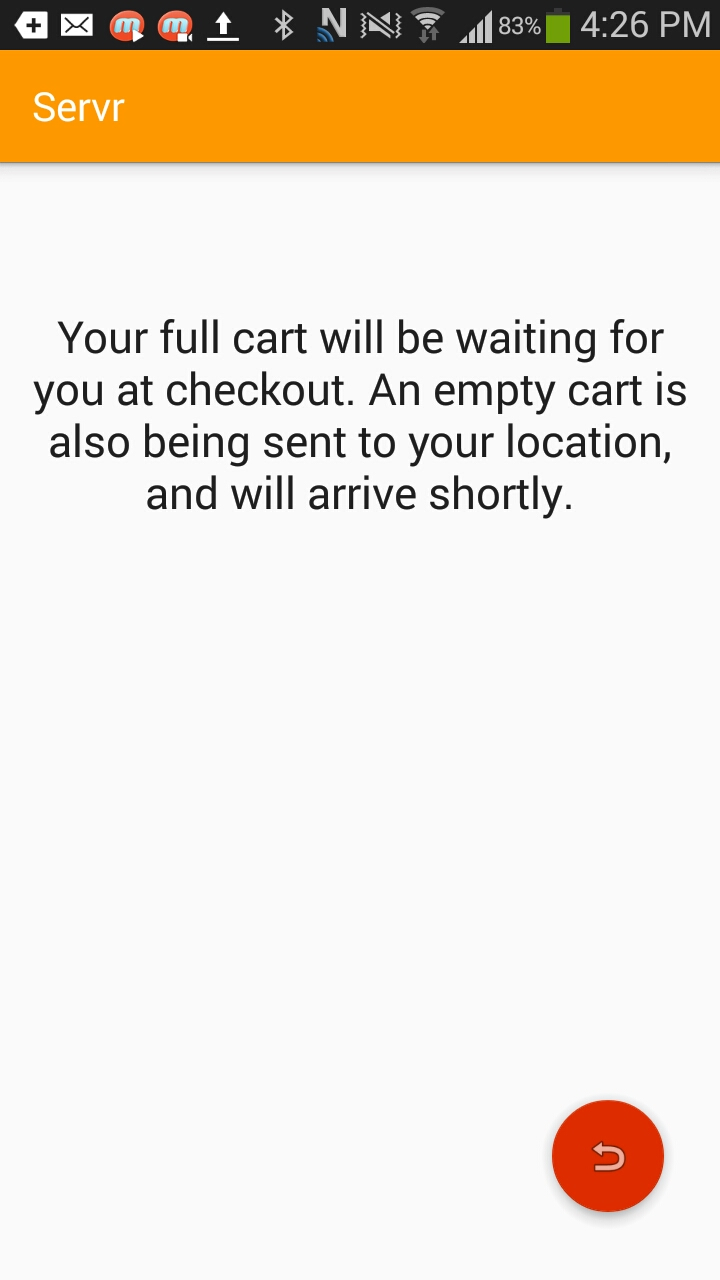 83% 4:26 PM
Servr
Your full cart will be waiting for
you at checkout. An empty cart is
also being sent to your location,
and will arrive shortly.